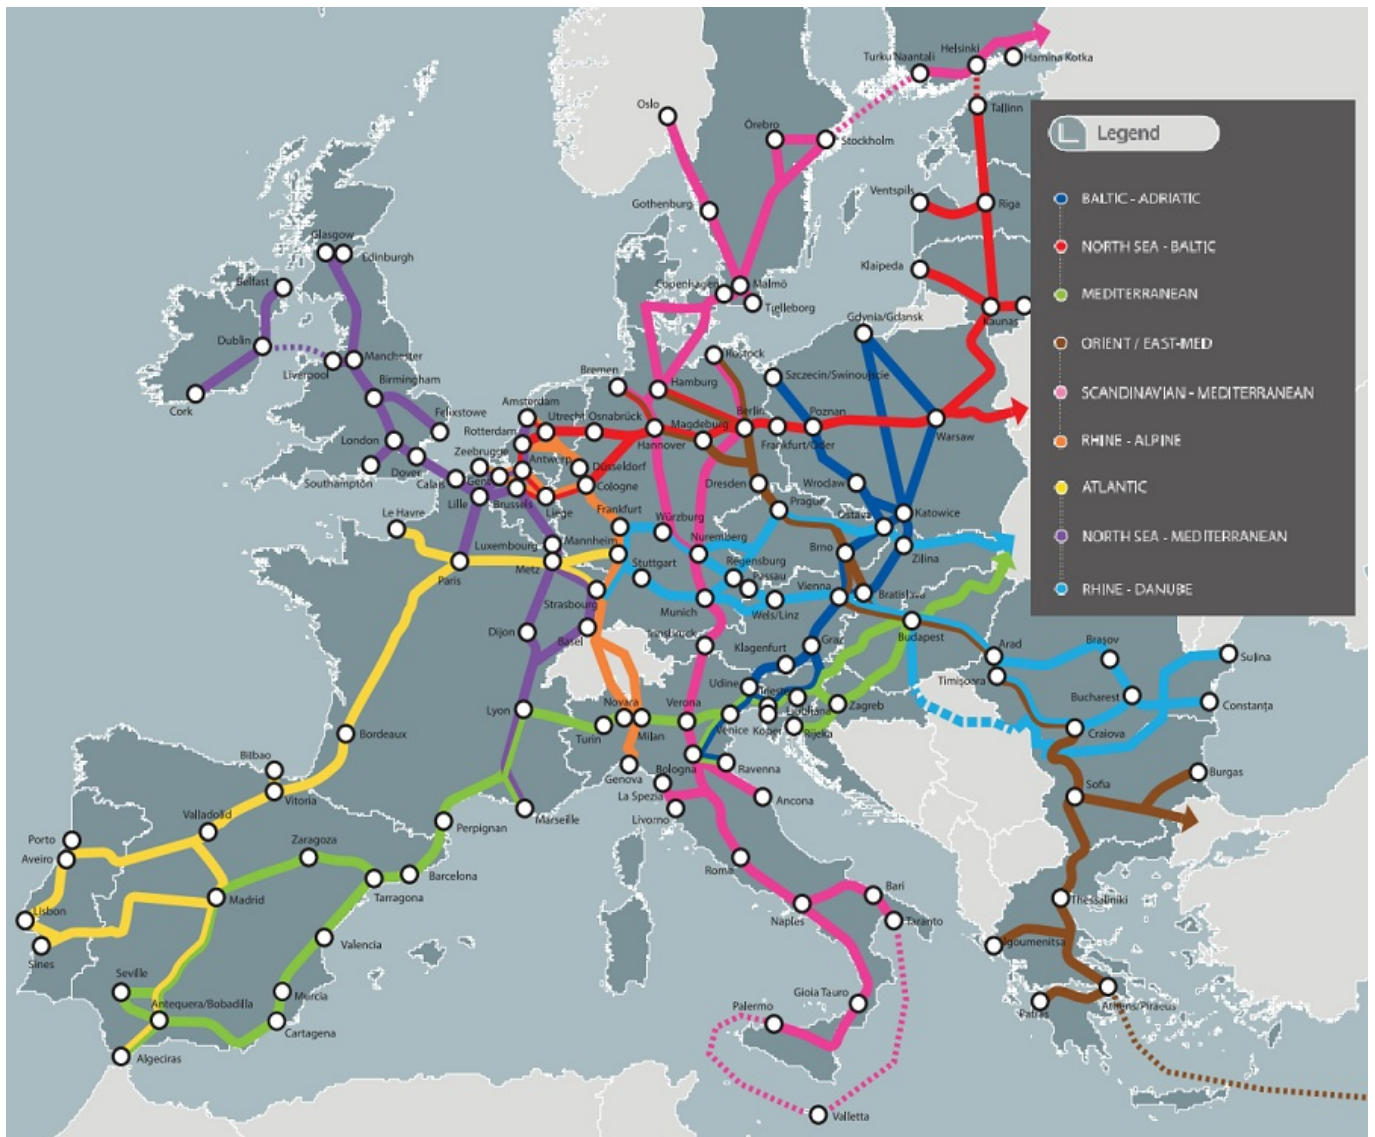 Oslo
Örebro
Stockholm
Turku Naantali
Helsinki
Hamina Kotka
Tallinn
Gothenburg
Ventspils
Riga
Klaipeda
Kaunas
Glasgow
Edinburgh
Belfast
Dublin
Cork
Liverpool
Manchester
Birmingham
Felixstowe
London
Dover
Southampton
Calais
Copenhagen
Malmö
Trelleborg
Gdynia/Gdansk
Rostock
Szczecin/Swinoujscie
Bremen
Hamburg
Amsterdam
Utrecht
Osnabrück
Rotterdam
Hannover
Magdeburg
Berlin
Frankfurt/Oder
Poznan
Warsaw
Zeebrugge
Gent
Antwerp
Düsseldorf
Cologne
Lille
Brussels
Liege
Dresden
Wrocław
Le Havre
Frankfurt
Würzburg
Prague
Ostava
Katowice
Luxembourg
Mannheim
Nuremberg
Brno
Zilina
Paris
Metz
Stuttgart
Regensburg
Passau
Vienna
Bratislava
Strasbourg
Munich
Wels/Linz
Dijon
Basel
Innsbruck
Klagenfurt
Graz
Budapest
Arad
Braşov
Sulina
Timişoara
Udine
Trieste
Ljubljana
Zagreb
Bucharest
Constanţa
Lyon
Novara
Verona
Turin
Milan
Venice
Koper
Rijeka
Craiova
Bordeaux
Bilbao
Vitoria
Genova
Bologna
Ravenna
Burgas
La Spezia
Ancona
Sofia
Livorno
Valladolid
Marseille
Perpignan
Porto
Aveiro
Zaragoza
Roma
Barcelona
Tarragona
Madrid
Bari
Naples
Taranto
Thessaloniki
Lisbon
Sines
Valencia
Igoumenitsa
Seville
Antequera/Bobadilla
Murcia
Cartagena
Palermo
Gioia Tauro
Patras
Athens/Piraeus
Algeciras
Valletta
Legend
BALTIC - ADRIATIC
NORTH SEA - BALTIC
MEDITERRANEAN
ORIENT / EAST-MED
SCANDINAVIAN - MEDITERRANEAN
RHINE - ALPINE
ATLANTIC
NORTH SEA - MEDITERRANEAN
RHINE - DANUBE